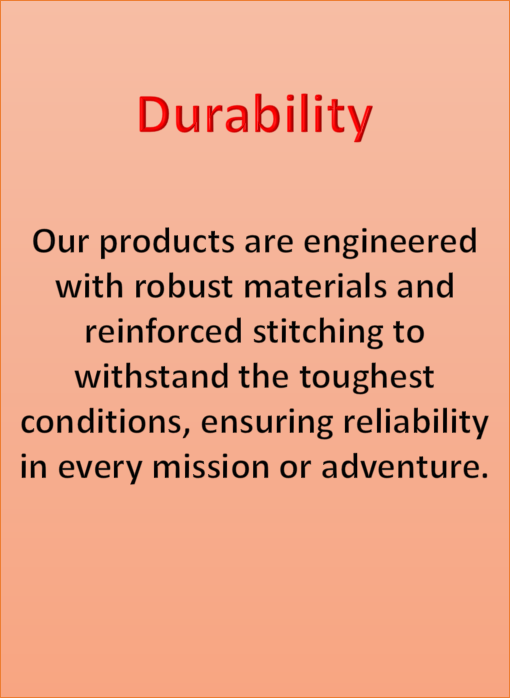 Durability
Our products are engineered
with robust materials and
reinforced stitching to
withstand the toughest
conditions, ensuring reliability
in every mission or adventure.